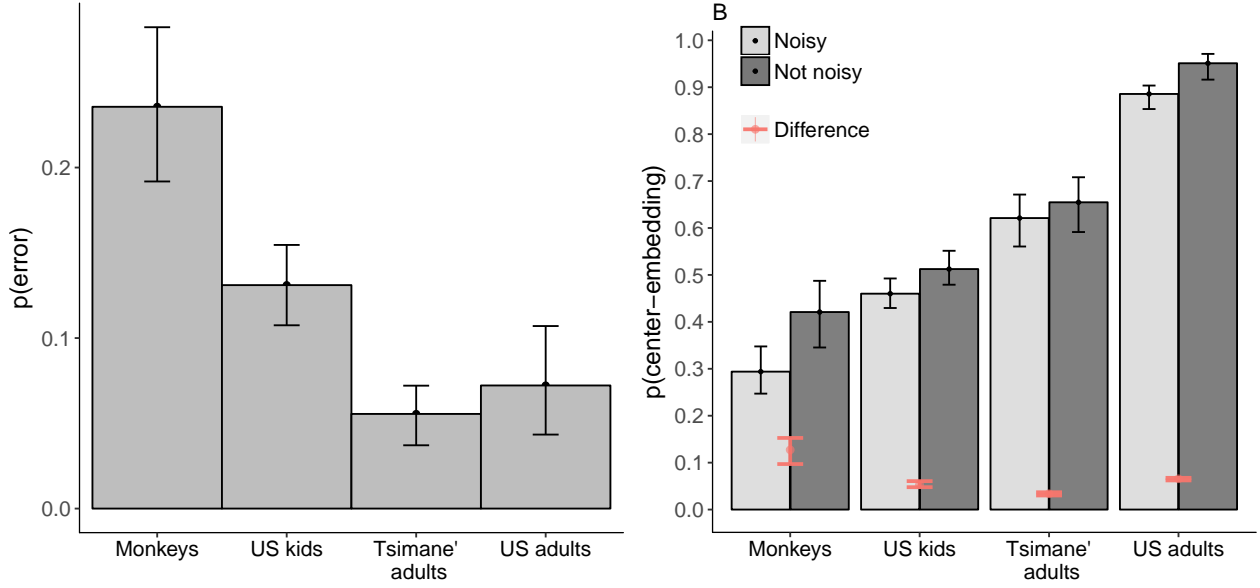 p(error)
0.2
0.1
0.0
Monkeys
US kids
Tsimane'
adults
US adults
B
Noisy
Not noisy
Difference
p(center−embedding)
1.0
0.9
0.8
0.7
0.6
0.5
0.4
0.3
0.2
0.1
0.0
Monkeys
US kids
Tsimane'
adults
US adults